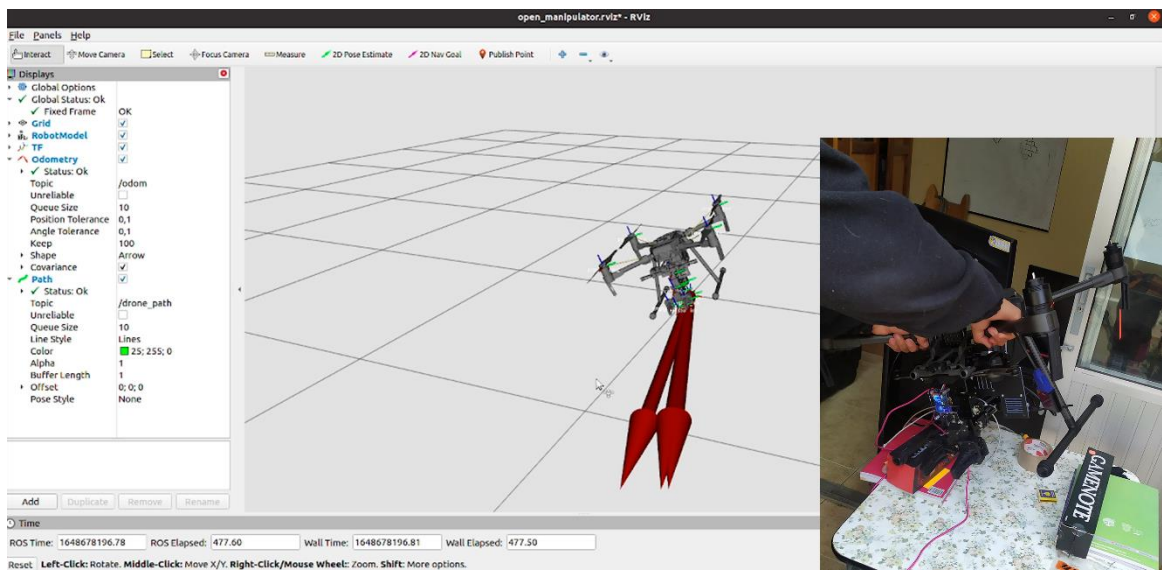 open_manipulator.rviz* - RViz
File Panels Help
Interact Move Camera Select Focus Camera Measure 2D Pose Estimate 2D Nav Goal Publish Point
Displays
Global Options
Global Status: Ok
Fixed Frame OK
Grid
RobotModel
TF
Odometry
Status: Ok
Topic /odom
Unreliable
Queue Size 10
Position Tolerance 0,1
Angle Tolerance 0,1
Keep 100
Shape Arrow
Covariance
Path
Status: Ok
Topic /drone_path
Unreliable
Queue Size 10
Line Style Lines
Color 25; 255; 0
Alpha 1
Buffer Length 1
Offset 0; 0; 0
Pose Style None
Add Duplicate Remove Rename
Time
ROS Time: 1648678196.78 ROS Elapsed: 477.60 Wall Time: 1648678196.81 Wall Elapsed: 477.50
Reset Left-Click: Rotate. Middle-Click: Move X/Y. Right-Click/Mouse Wheel:: Zoom. Shift: More options.
GAMENOTE